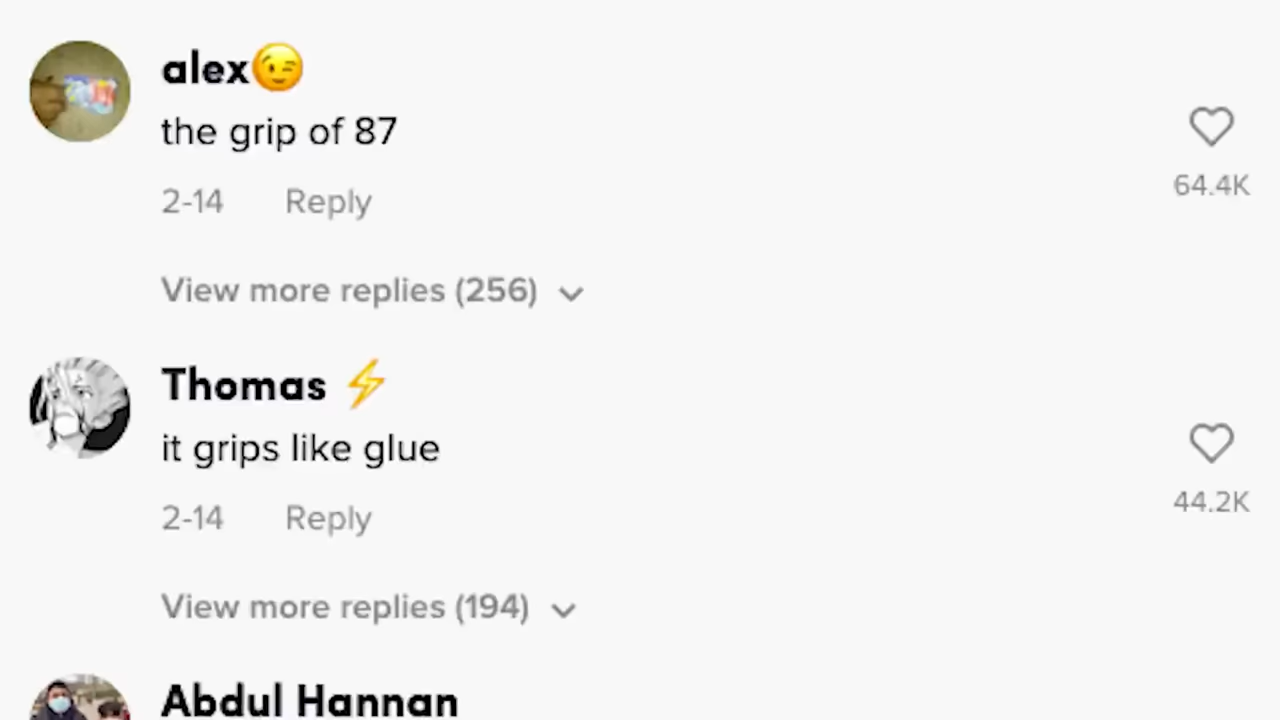 alex😉
the grip of 87
64.4K
2-14 Reply
View more replies (256)
Thomas ⚡
it grips like glue
44.2K
2-14 Reply
View more replies (194)
Abdul Hannan